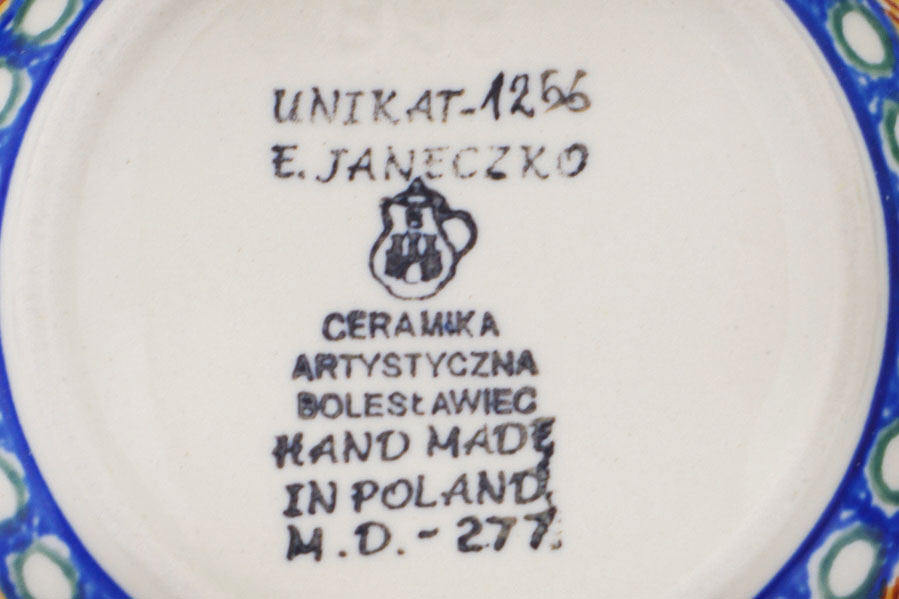 UNIKAT-1256
E. JANECZKO
CERAMIKA
ARTYSTYCZNA
BOLESŁAWIEC
HAND MADE
IN POLAND
M.D.-277